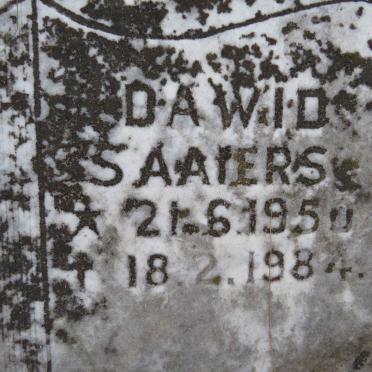 DAWID
SAAIERS
★ 21.6.1950
✝ 18.2.1984.